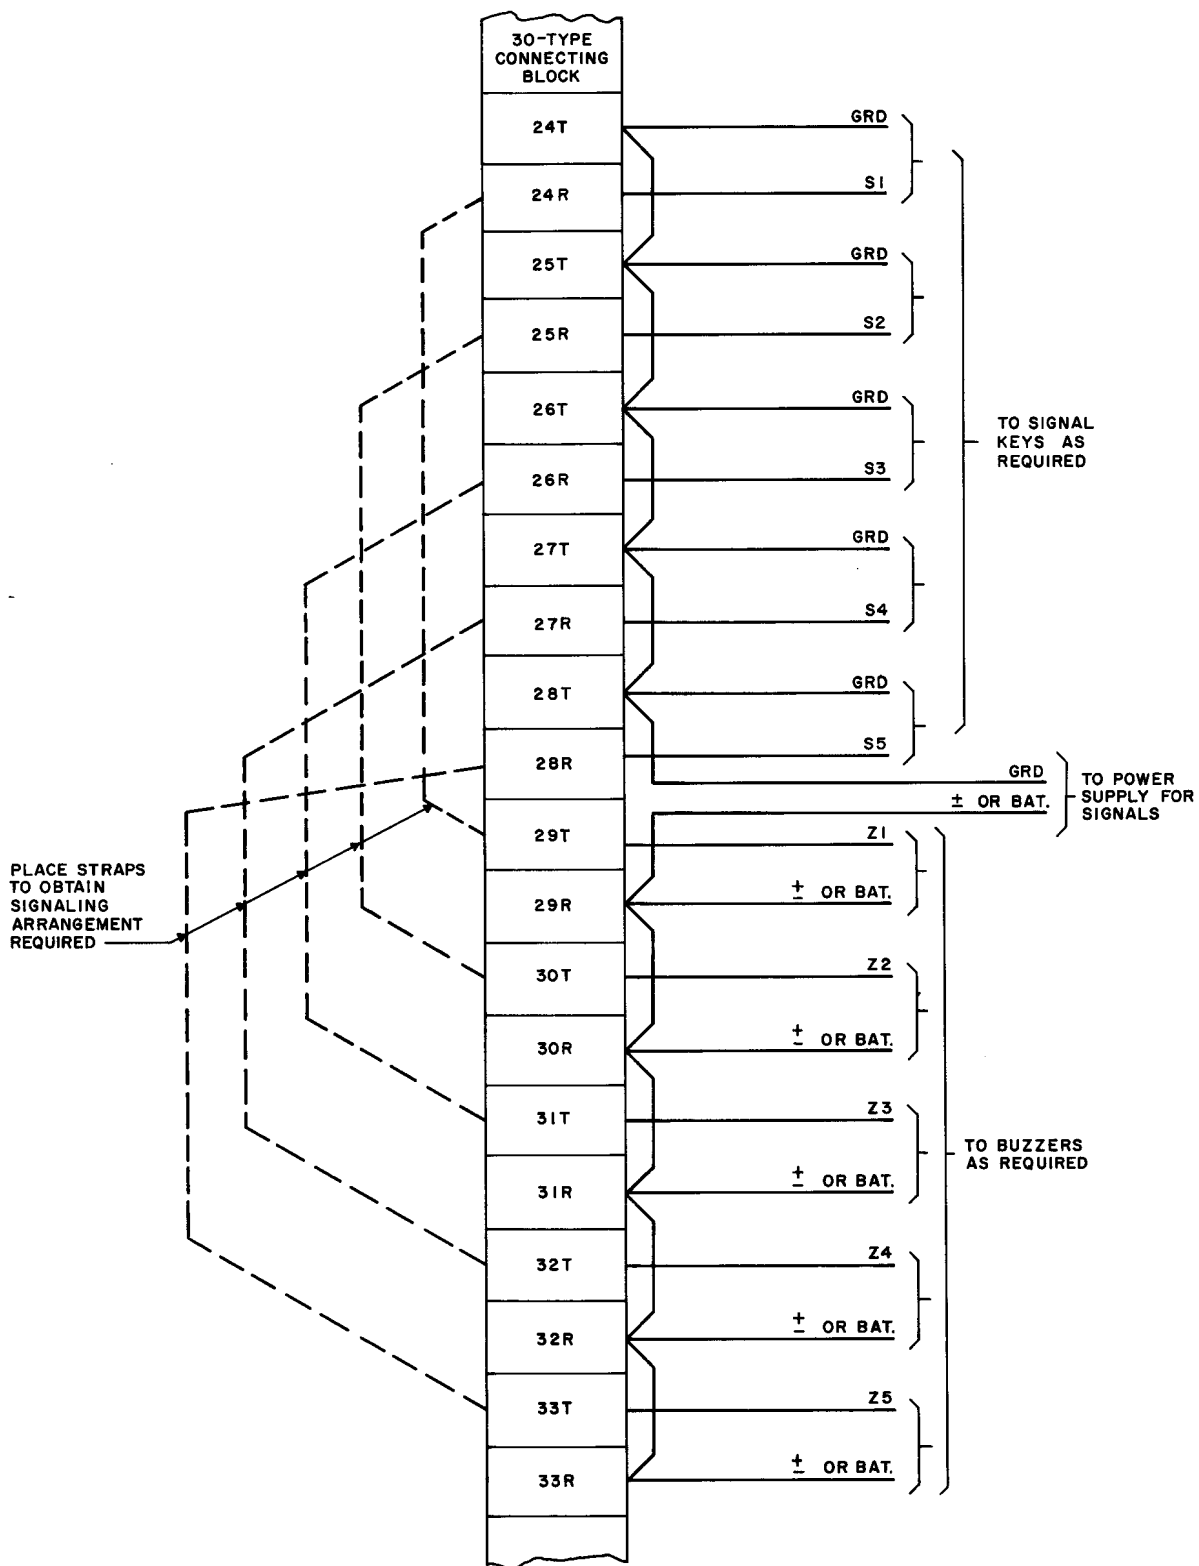 30-TYPE
CONNECTING
BLOCK
24T
GRD
24R
S1
25T
GRD
25R
S2
26T
GRD
26R
S3
TO SIGNAL
KEYS AS
REQUIRED
27T
GRD
27R
S4
28T
GRD
28R
S5
GRD
± OR BAT.
TO POWER
SUPPLY FOR
SIGNALS
29T
Z1
29R
± OR BAT.
PLACE STRAPS
TO OBTAIN
SIGNALING
ARRANGEMENT
REQUIRED
30T
Z2
30R
± OR BAT.
31T
Z3
31R
± OR BAT.
TO BUZZERS
AS REQUIRED
32T
Z4
32R
± OR BAT.
33T
Z5
33R
± OR BAT.